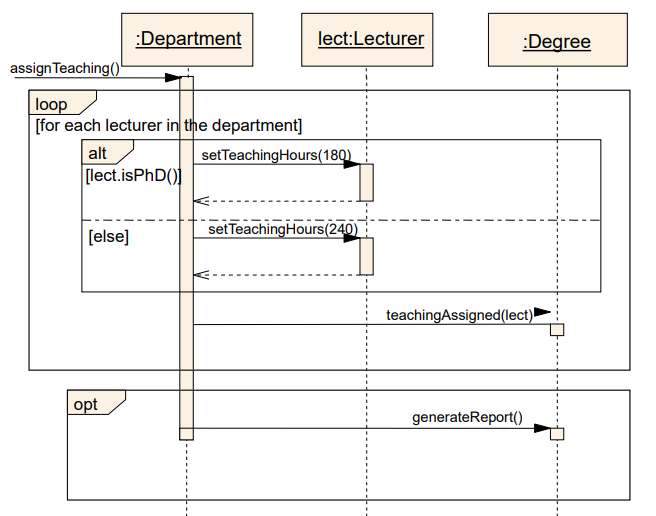 :Department
lect:Lecturer
:Degree
assignTeaching()
loop
[for each lecturer in the department]
alt
setTeachingHours(180)
[lect.isPhD()]
setTeachingHours(240)
[else]
teachingAssigned(lect)
opt
generateReport()